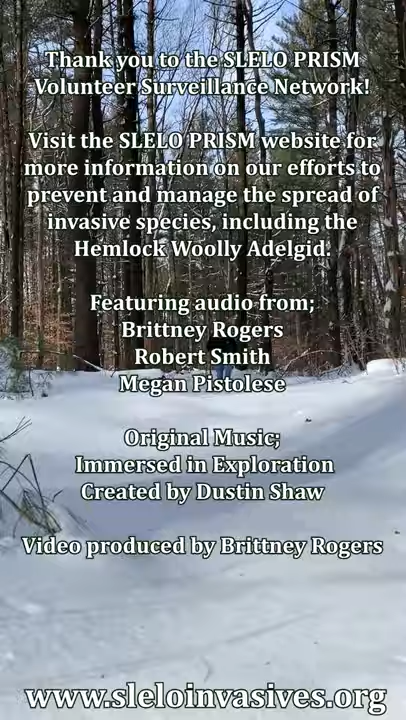 Thank you to the SLELO PRISM
Volunteer Surveillance Network!
Visit the SLELO PRISM website for
more information on our efforts to
prevent and manage the spread of
invasive species, including the
Hemlock Woolly Adelgid.
Featuring audio from;
Brittney Rogers
Robert Smith
Megan Pistolese
Original Music;
Immersed in Exploration
Created by Dustin Shaw
Video produced by Brittney Rogers
www.sleloinvasives.org